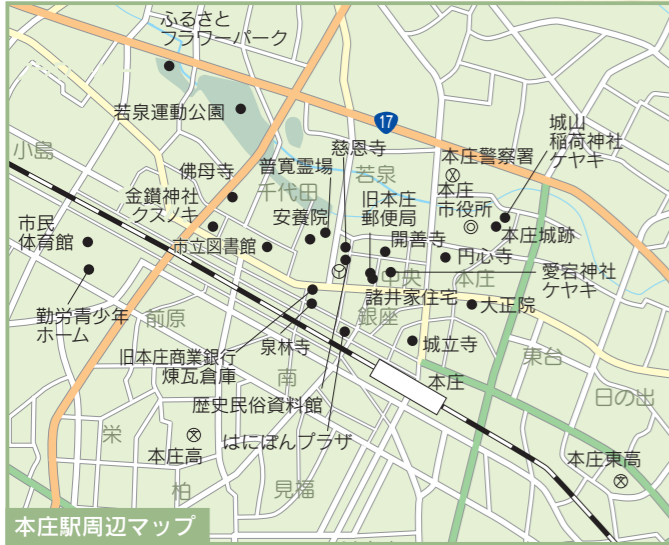 ふるさと
フラワーパーク
若泉運動公園
17
小島
佛母寺
普寛霊場
慈恩寺
若泉
本庄警察署
城山
稲荷神社
ケヤキ
金鑚神社
クスノキ
千代田
安養院
旧本庄
郵便局
本庄
市役所
市民
体育館
市立図書館
開善寺
円心寺
本庄城跡
中央
本庄
愛宕神社
ケヤキ
諸井家住宅
大正院
勤労青少年
ホーム
前原
銀座
旧本庄商業銀行
煉瓦倉庫
泉林寺
城立寺
東台
南
本庄
日の出
歴史民俗資料館
はにぽんプラザ
栄
本庄高
柏
見福
本庄東高
本庄駅周辺マップ